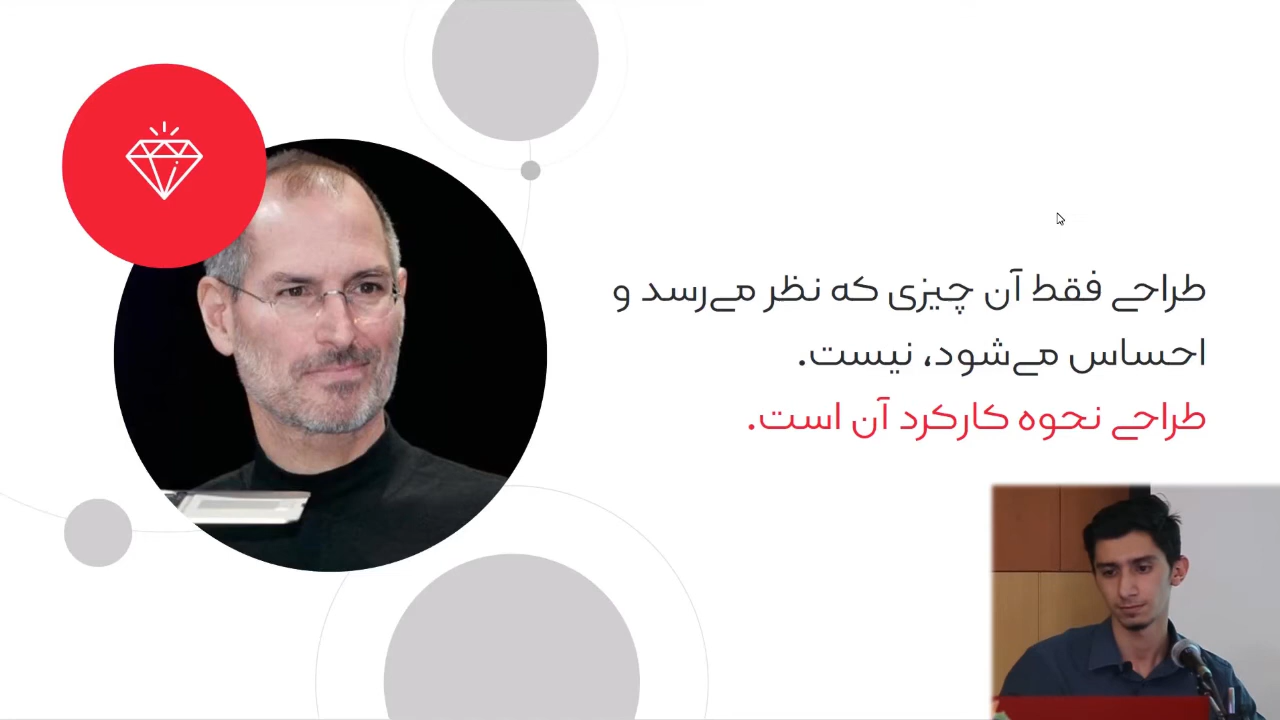 طراحی فقط آن چیزی که نظر می‌رسد و
احساس می‌شود، نیست.
طراحی نحوه کارکرد آن است.